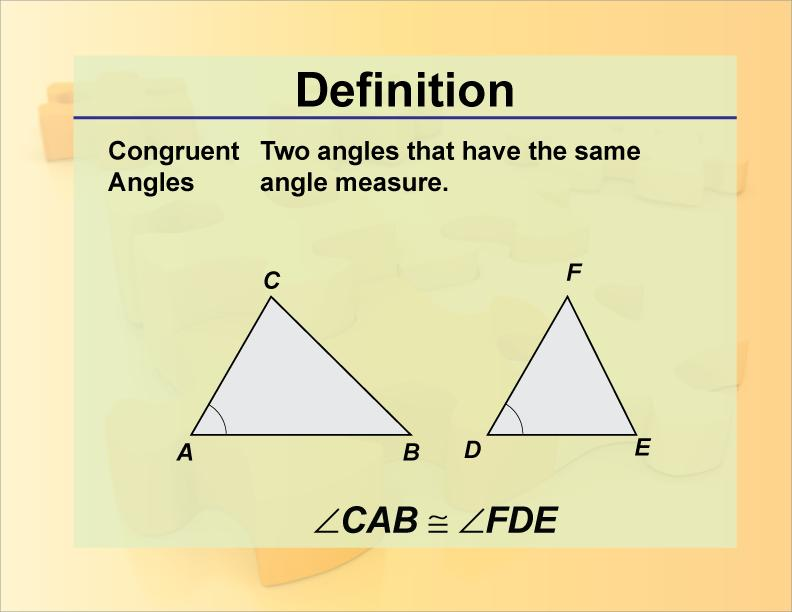 Definition
Congruent Angles
Two angles that have the same
angle measure.
C
F
A
B
D
E
∠CAB ≅ ∠FDE